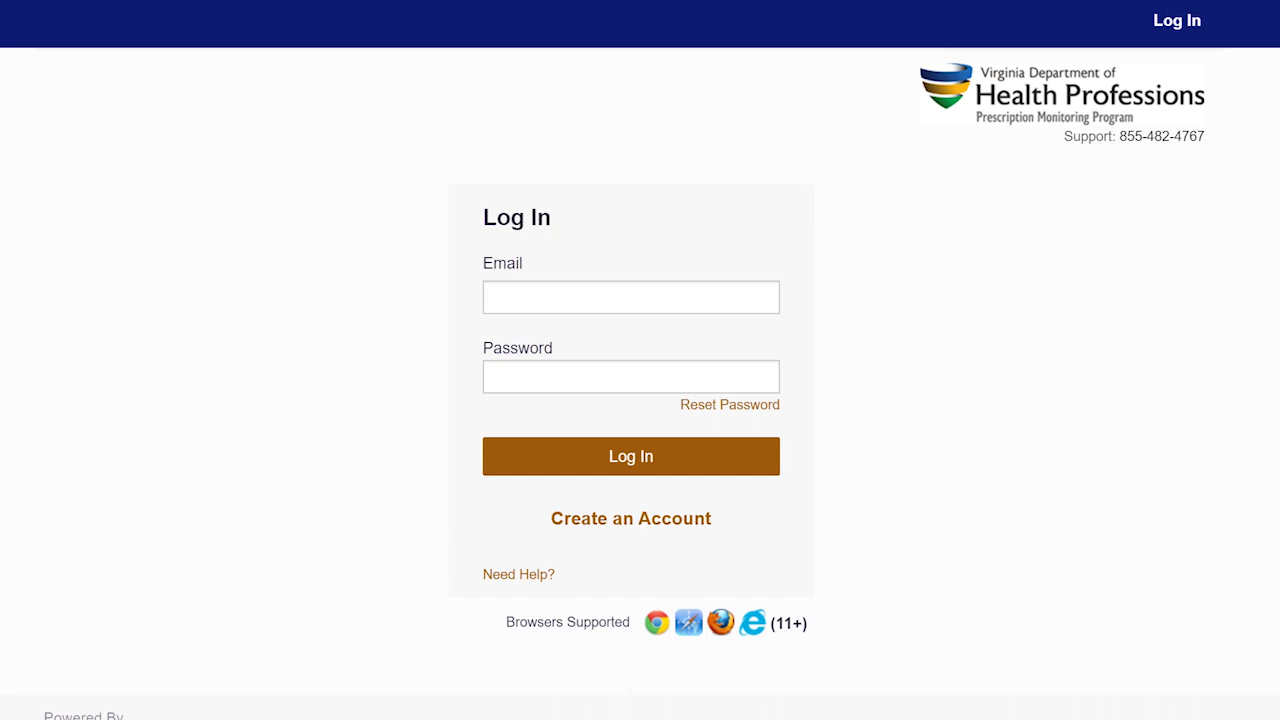 Log In
Virginia Department of
Health Professions
Prescription Monitoring Program
Support: 855-482-4767
Log In
Email
Password
Reset Password
Log In
Create an Account
Need Help?
Browsers Supported (11+)
Powered By